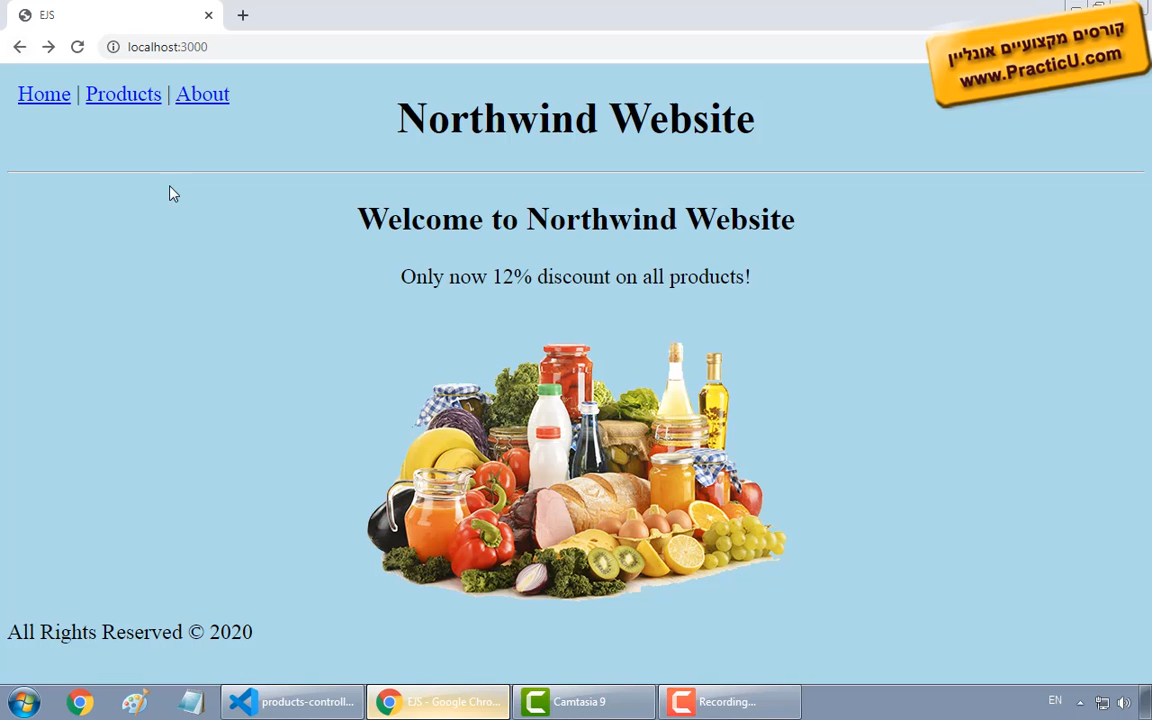 EJS
localhost:3000
קורסים מקצועיים אונליין
www.PracticU.com
Home | Products | About
Northwind Website
Welcome to Northwind Website
Only now 12% discount on all products!
All Rights Reserved © 2020
products-controll...
EJS - Google Chro...
Camtasia 9
Recording...
EN